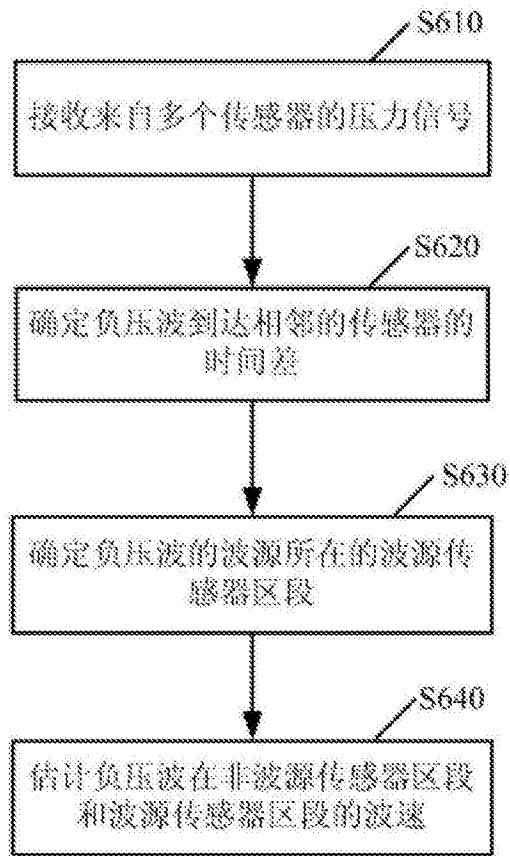 S610
接收来自多个传感器的压力信号
S620
确定负压波到达相邻的传感器的
时间差
S630
确定负压波的波源所在的波源传
感器区段
S640
估计负压波在非波源传感器区段
和波源传感器区段的波速